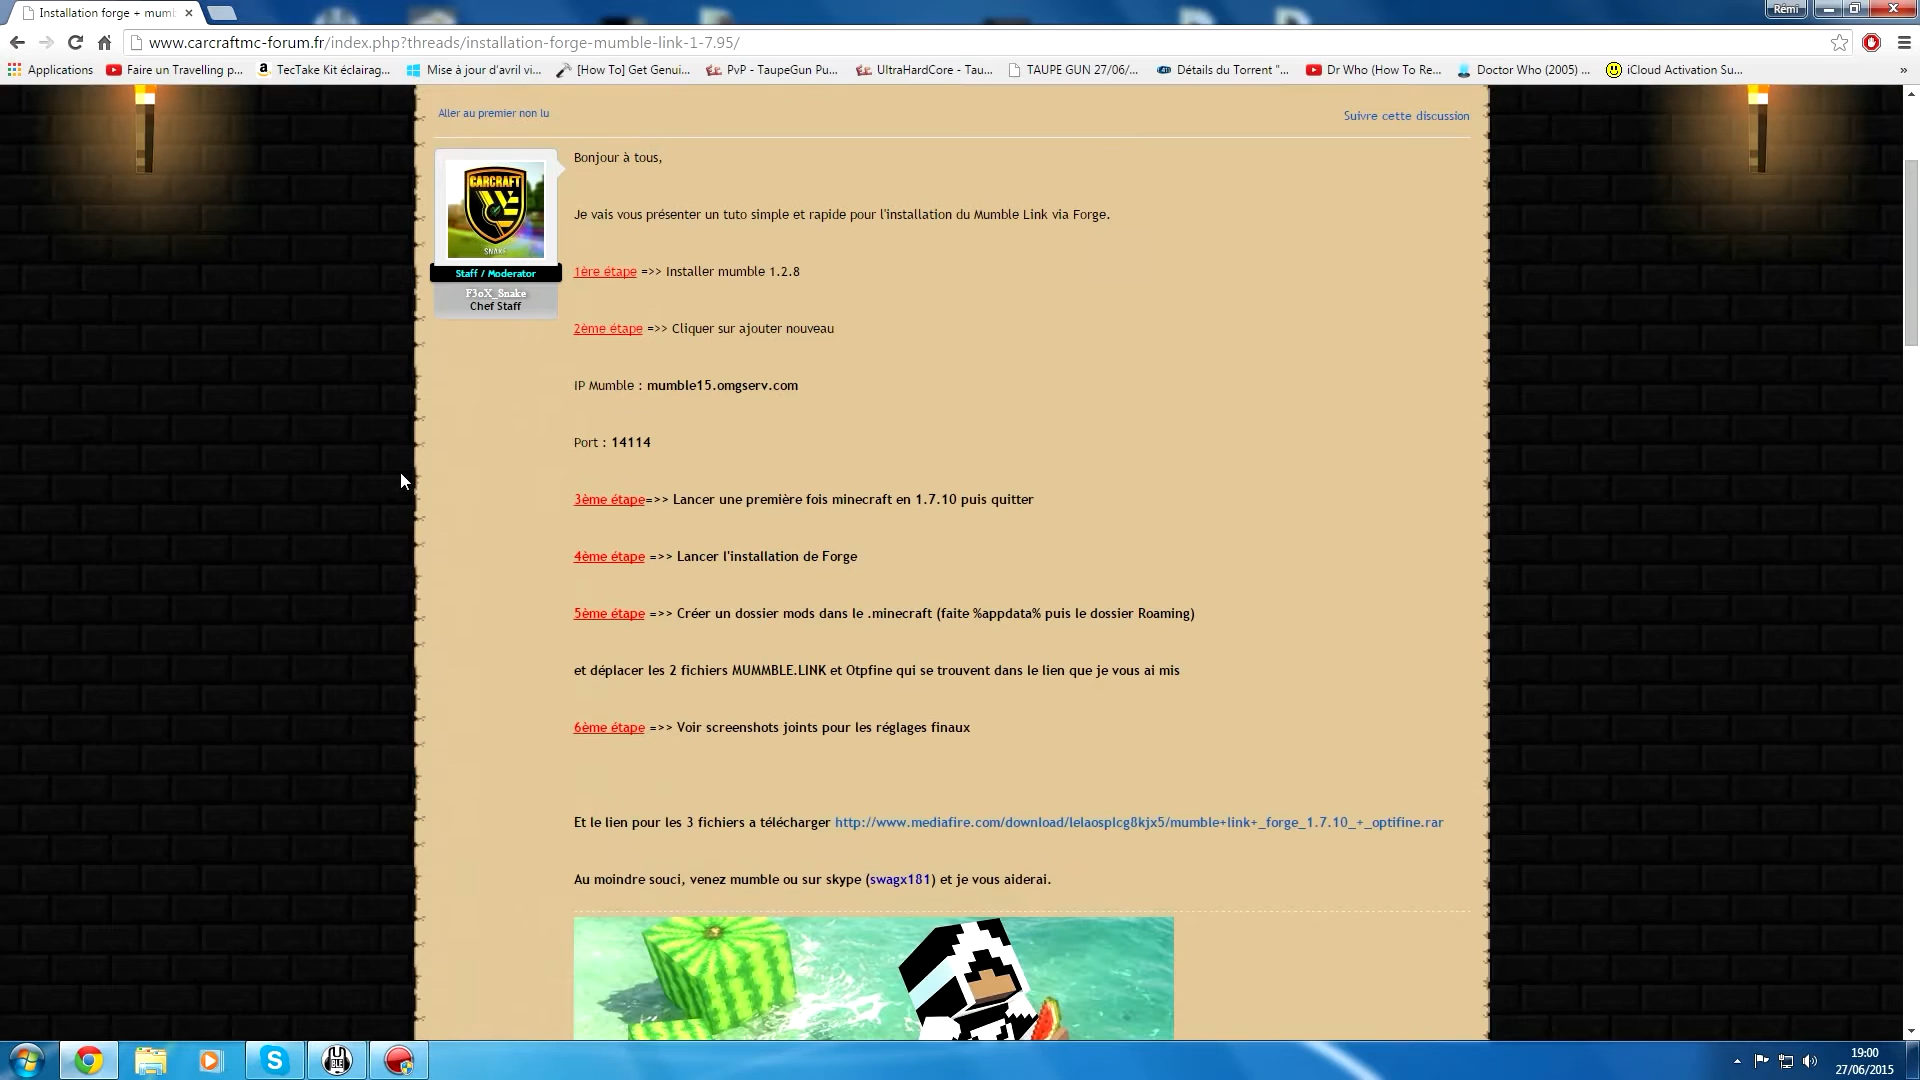 Installation forge + mumb
Rémi
www.carcraftmc-forum.fr/index.php?threads/installation-forge-mumble-link-1-7.95/
Applications
Faire un Travelling p...
TecTake Kit éclairag...
Mise à jour d'avril vi...
[How To] Get Genui...
PvP - TaupeGun Pu...
UltraHardCore - Tau...
TAUPE GUN 27/06/...
Détails du Torrent "...
Dr Who (How To Re...
Doctor Who (2005) ...
iCloud Activation Su...
»
Aller au premier non lu
Suivre cette discussion
CARCRAFT
SNAKE
Staff / Moderator
F3oX_Snake
Chef Staff
Bonjour à tous,
Je vais vous présenter un tuto simple et rapide pour l'installation du Mumble Link via Forge.
1ère étape =>> Installer mumble 1.2.8
2ème étape =>> Cliquer sur ajouter nouveau
IP Mumble : mumble15.omgserv.com
Port : 14114
3ème étape=>> Lancer une première fois minecraft en 1.7.10 puis quitter
4ème étape =>> Lancer l'installation de Forge
5ème étape =>> Créer un dossier mods dans le .minecraft (faite %appdata% puis le dossier Roaming)
et déplacer les 2 fichiers MUMMBLE.LINK et Otpfine qui se trouvent dans le lien que je vous ai mis
6ème étape =>> Voir screenshots joints pour les réglages finaux
Et le lien pour les 3 fichiers a télécharger http://www.mediafire.com/download/lelaosplcg8kjx5/mumble+link+_forge_1.7.10_+_optifine.rar
Au moindre souci, venez mumble ou sur skype (swagx181) et je vous aiderai.
19:00
27/06/2015